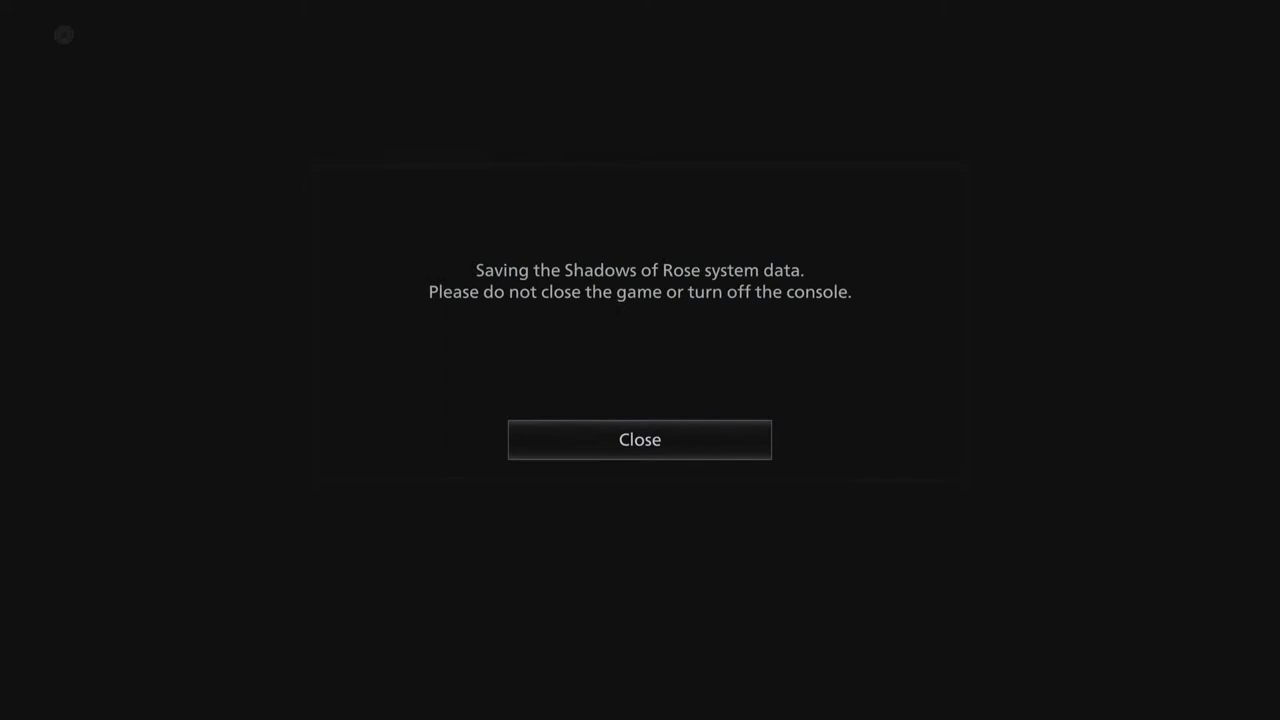 Saving the Shadows of Rose system data.
Please do not close the game or turn off the console.
Close